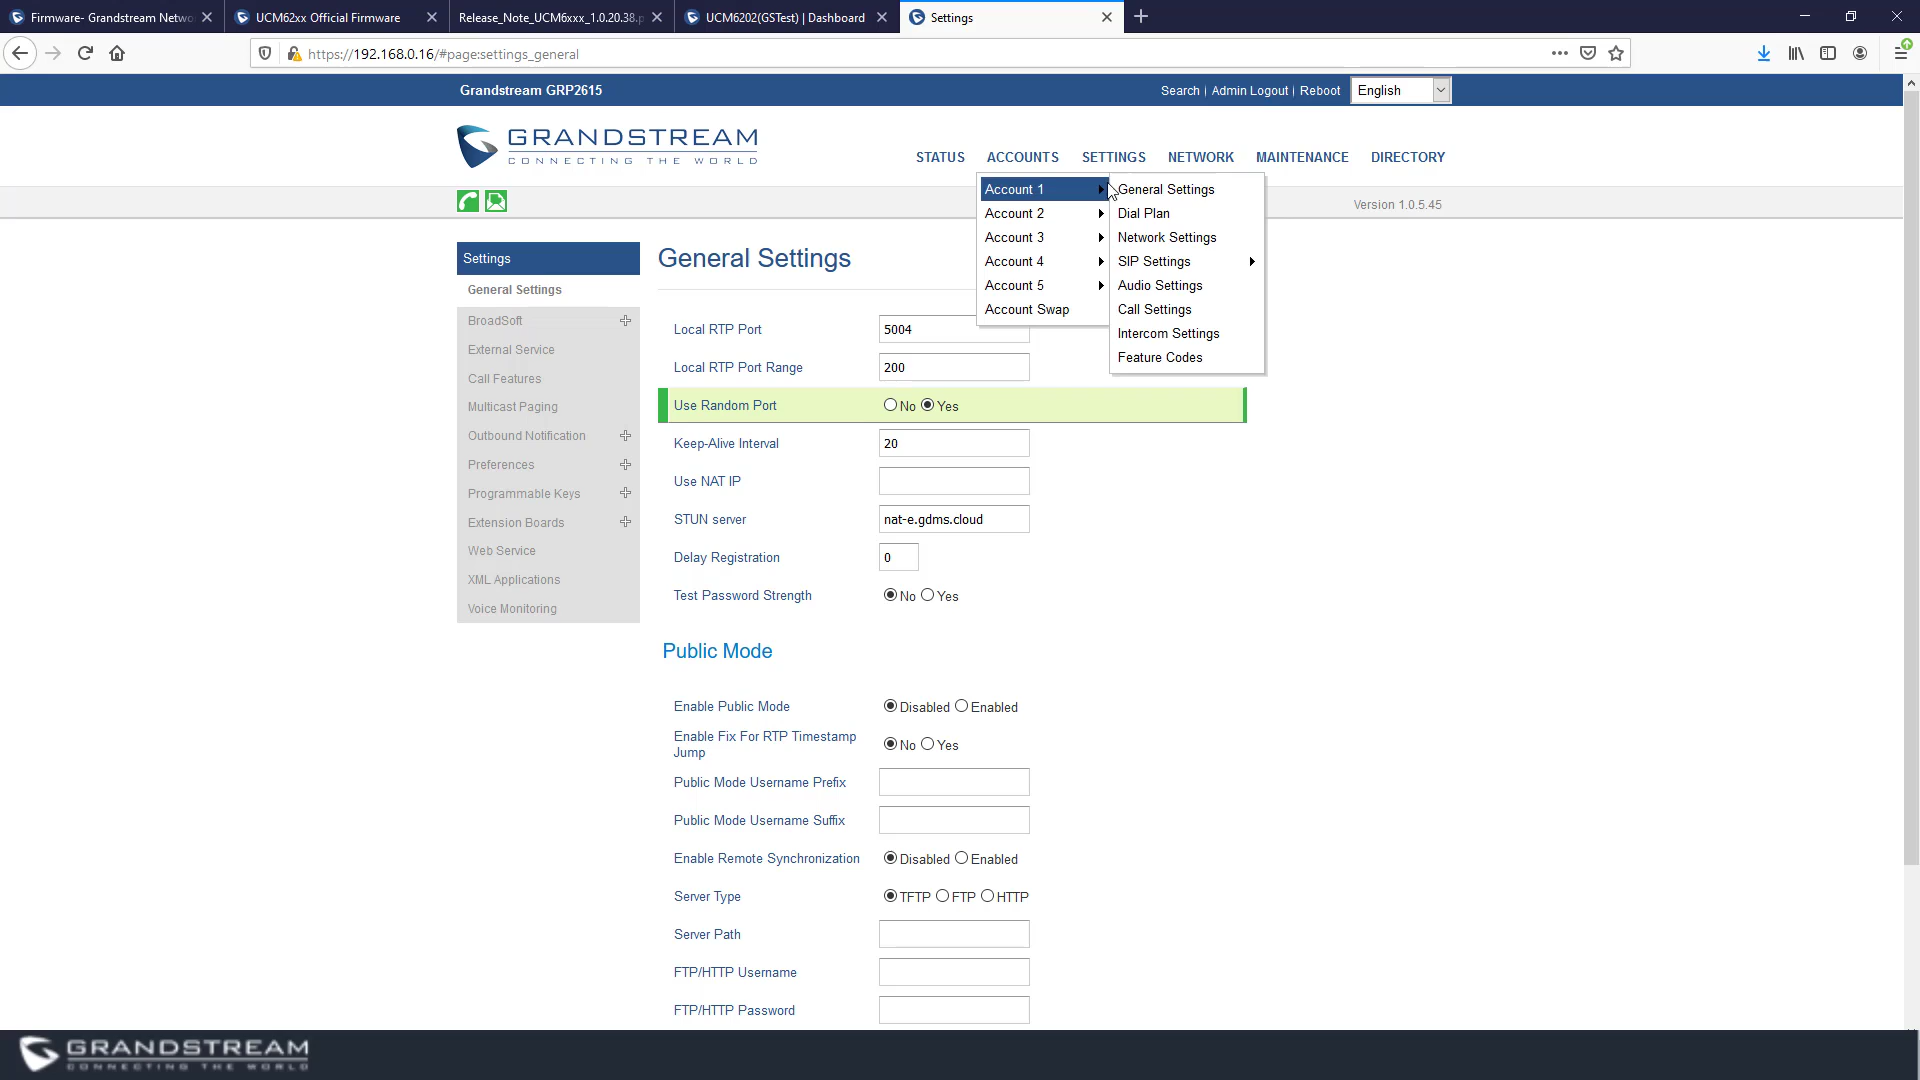 Firmware- Grandstream Netwo
UCM62xx Official Firmware
Release_Note_UCM6xxx_1.0.20.38.p
UCM6202(GSTest) | Dashboard
Settings
https://192.168.0.16/#page:settings_general
Grandstream GRP2615
Search | Admin Logout | Reboot
English
GRANDSTREAM
CONNECTING THE WORLD
STATUS ACCOUNTS SETTINGS NETWORK MAINTENANCE DIRECTORY
Account 1
Account 2
Account 3
Account 4
Account 5
Account Swap
General Settings
Dial Plan
Network Settings
SIP Settings
Audio Settings
Call Settings
Intercom Settings
Feature Codes
Version 1.0.5.45
Settings
General Settings
BroadSoft
External Service
Call Features
Multicast Paging
Outbound Notification
Preferences
Programmable Keys
Extension Boards
Web Service
XML Applications
Voice Monitoring
General Settings
Local RTP Port 5004
Local RTP Port Range 200
Use Random Port No Yes
Keep-Alive Interval 20
Use NAT IP
STUN server nat-e.gdms.cloud
Delay Registration 0
Test Password Strength No Yes
Public Mode
Enable Public Mode Disabled Enabled
Enable Fix For RTP Timestamp
Jump
No Yes
Public Mode Username Prefix
Public Mode Username Suffix
Enable Remote Synchronization Disabled Enabled
Server Type TFTP FTP HTTP
Server Path
FTP/HTTP Username
FTP/HTTP Password
GRANDSTREAM
CONNECTING THE WORLD